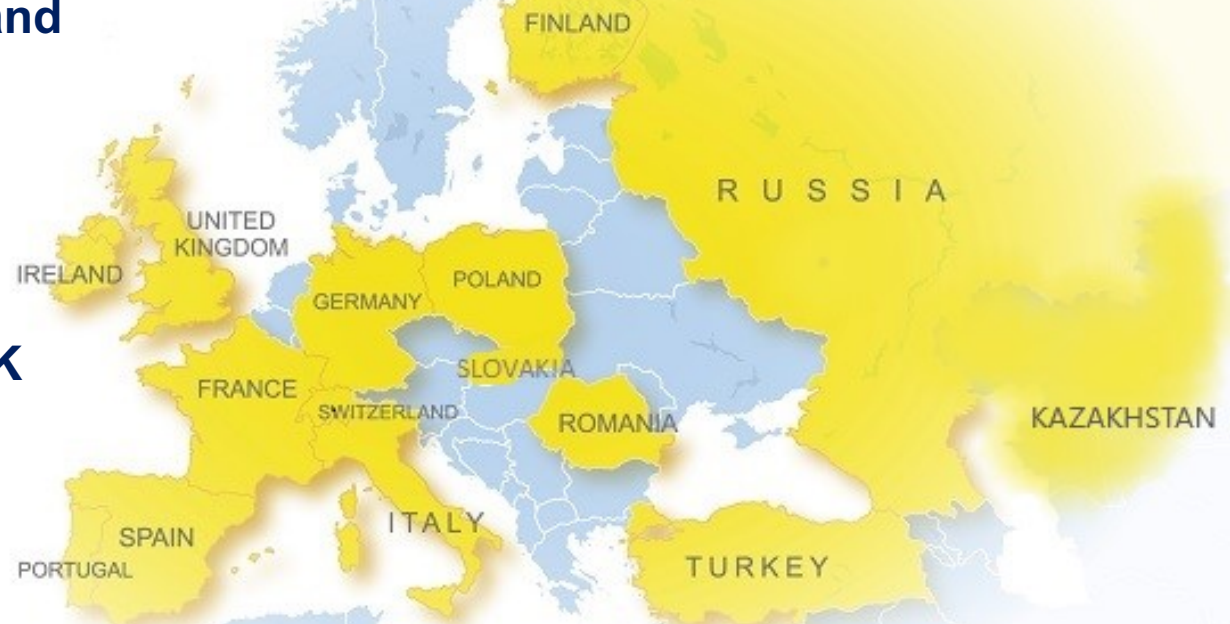 and
FINLAND
RUSSIA
UNITED
KINGDOM
IRELAND
POLAND
GERMANY
SLOVAKIA
FRANCE
SWITZERLAND
ROMANIA
KAZAKHSTAN
ITALY
SPAIN
TURKEY
PORTUGAL